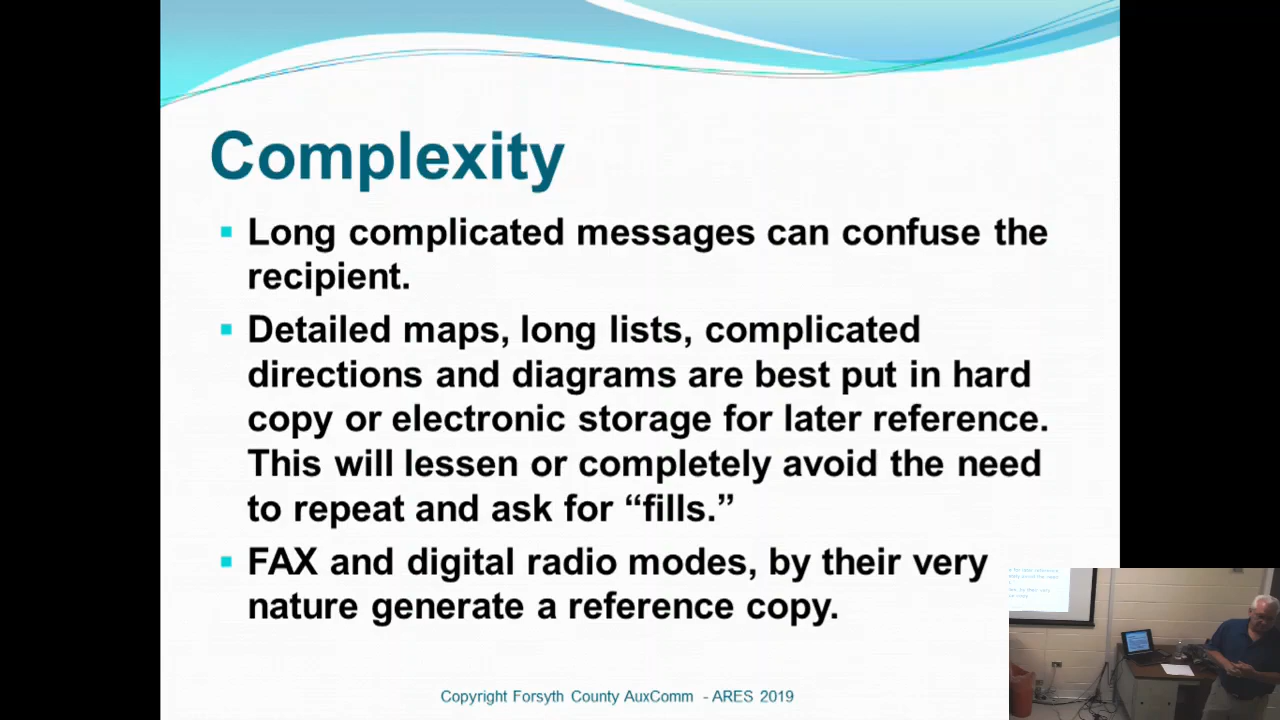 Complexity
Long complicated messages can confuse the
recipient.
Detailed maps, long lists, complicated
directions and diagrams are best put in hard
copy or electronic storage for later reference.
This will lessen or completely avoid the need
to repeat and ask for “fills.”
FAX and digital radio modes, by their very
nature generate a reference copy.
Copyright Forsyth County AuxComm - ARES 2019